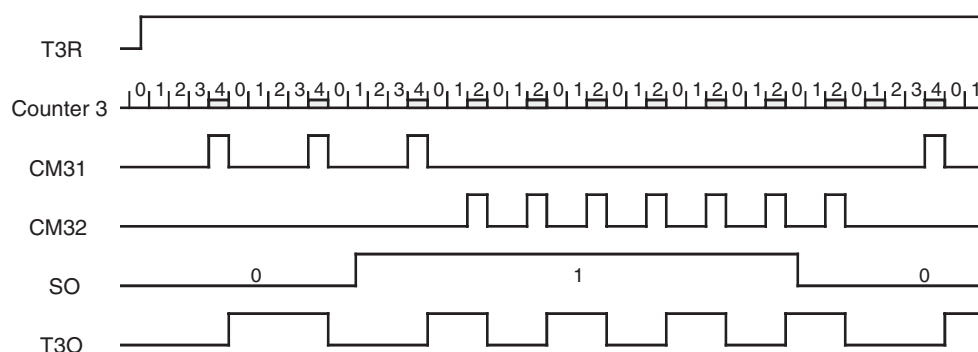 T3R
Counter 3 0 1 2 3 4 0 1 2 3 4 0 1 2 3 4 0 1 2 0 1 2 0 1 2 0 1 2 0 1 2 0 1 2 0 1 2 0 1 2 3 4 0 1
CM31
CM32
SO 0 1 0
T3O